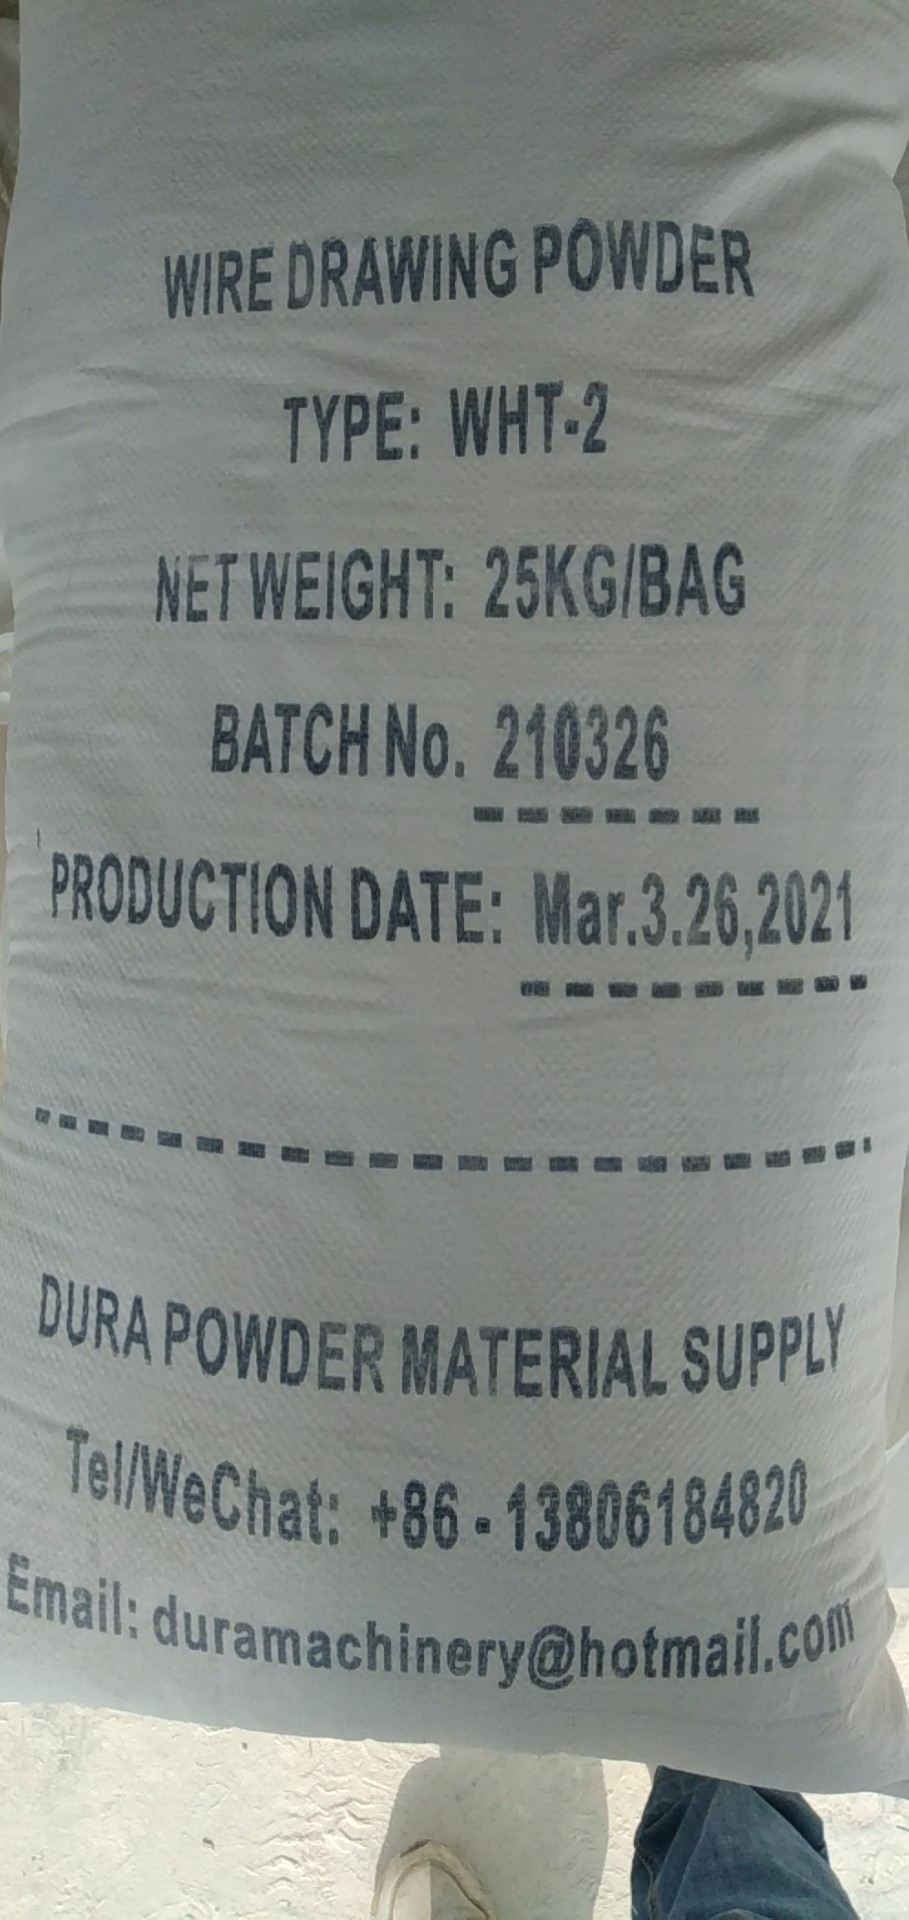 WIRE DRAWING POWDER
TYPE: WHT-2
NET WEIGHT: 25KG/BAG
BATCH No. 210326
PRODUCTION DATE: Mar.3.26,2021
DURA POWDER MATERIAL SUPPLY
Tel/WeChat: +86 - 13806184820
Email: duramachinery@hotmail.com